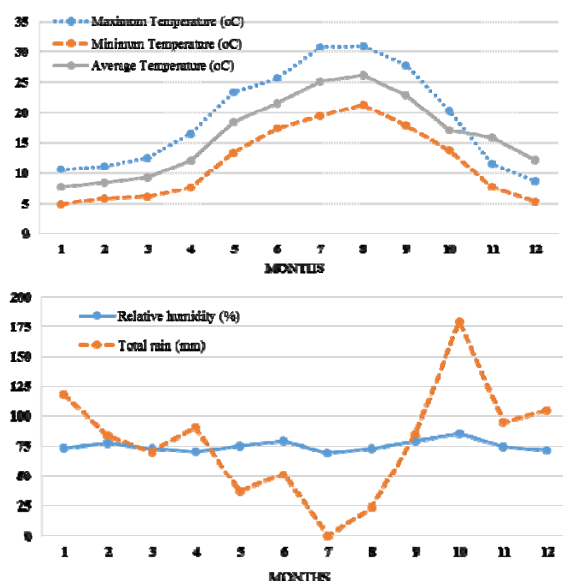 35
Maximum Temperature (oC)
30
Minimum Temperature (oC)
25
Average Temperature (oC)
20
15
10
5
0
1 2 3 4 5 6 7 8 9 10 11 12
MONTHS
200
Relative humidity (%)
175
Total rain (mm)
150
125
100
75
50
25
0
1 2 3 4 5 6 7 8 9 10 11 12
MONTHS